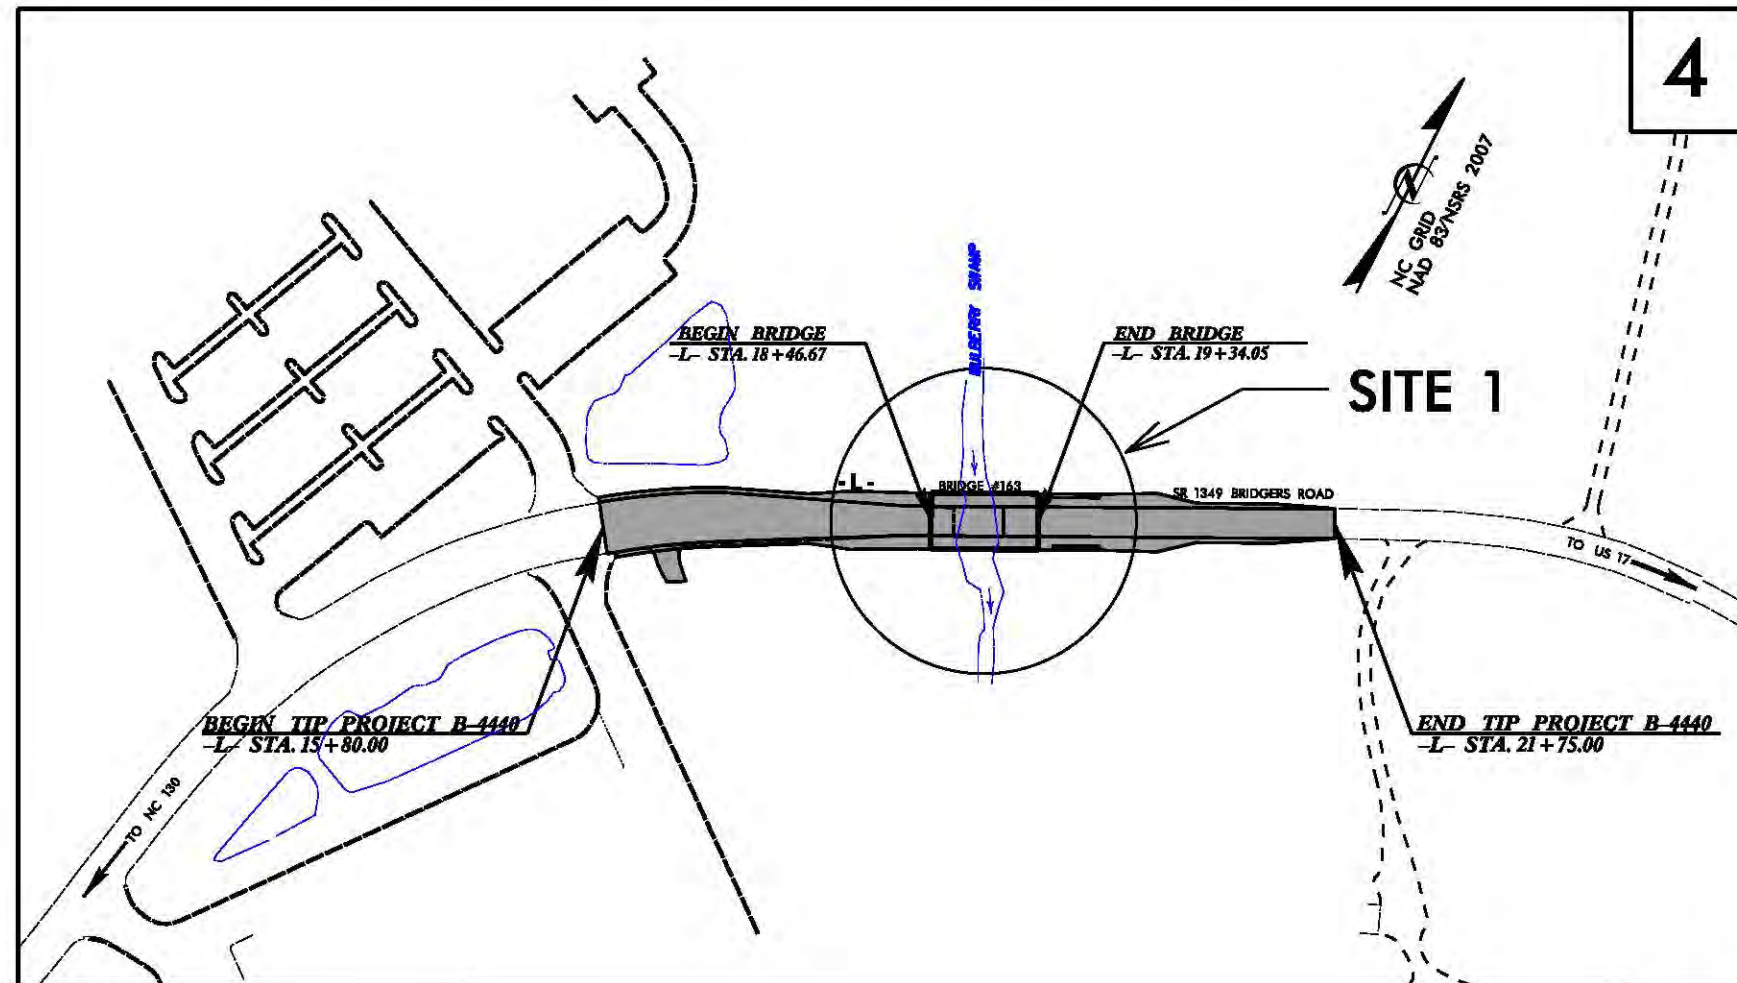 4
NC GRID
NAD 83/NSRS 2007
MULBERRY SWAMP
BEGIN BRIDGE
-L- STA. 18+46.67
END BRIDGE
-L- STA. 19+34.05
SITE 1
-L-
BRIDGE #163
SR 1349 BRIDGERS ROAD
TO US 17
BEGIN TIP PROJECT B-4440
-L- STA. 15+80.00
END TIP PROJECT B-4440
-L- STA. 21+75.00
TO NC 130